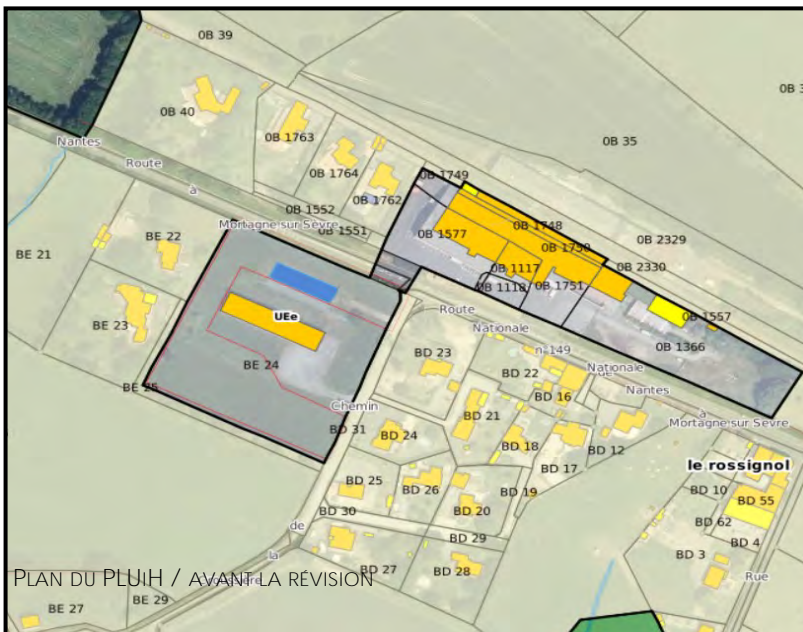 0B 39
0B 3
0B 40
0B 1763
0B 35
Nantes
Route
à
0B 1764
0B 1749
0B 1762
0B 1552
Mortagne sur Sèvre
0B 1551
0B 1748
0B 1577
0B 1750
0B 2329
BE 21
BE 22
0B 1117
0B 2330
0B 1118
0B 1751
0B 1557
UEe
Route
Nationale
n 149
0B 1366
BE 23
BE 24
BD 23
BD 22
Nationale
de
Nantes
à
Mortagne sur Sèvre
BE 25
Chemin
BD 16
BD 31
BD 24
BD 21
BD 18
BD 17
BD 12
le rossignol
BD 25
BD 26
BD 19
BD 10
BD 55
BD 30
BD 20
BD 62
de
BD 29
BD 4
la
BD 3
PLAN DU PLUIH / AVANT LA RÉVISION
BD 27
BD 28
Rue
BE 27
BE 29